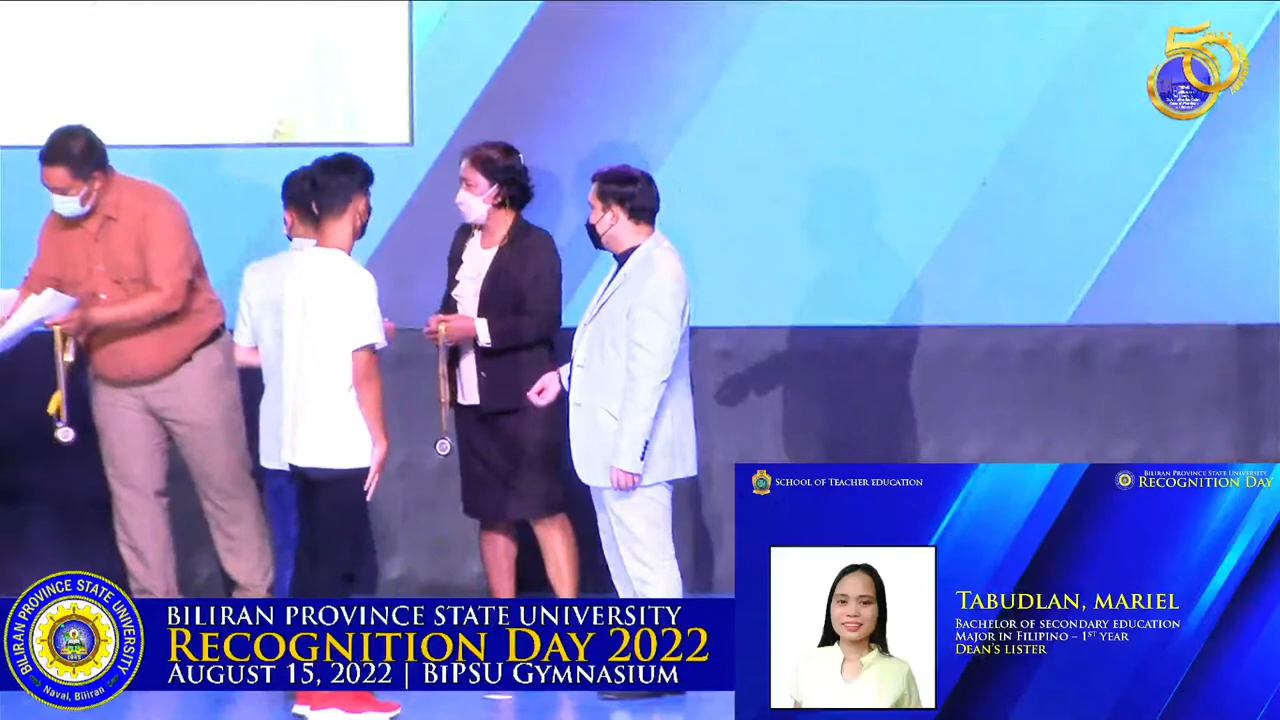 50
SCHOOL OF TEACHER EDUCATION
BILIRAN PROVINCE STATE UNIVERSITY
RECOGNITION DAY
TABUDLAN, MARIEL
BACHELOR OF SECONDARY EDUCATION
MAJOR IN FILIPINO – 1ST YEAR
DEAN'S LISTER
BILIRAN PROVINCE STATE UNIVERSITY
1945
Naval, Biliran
BILIRAN PROVINCE STATE UNIVERSITY
RECOGNITION DAY 2022
AUGUST 15, 2022 | BIPSU GYMNASIUM